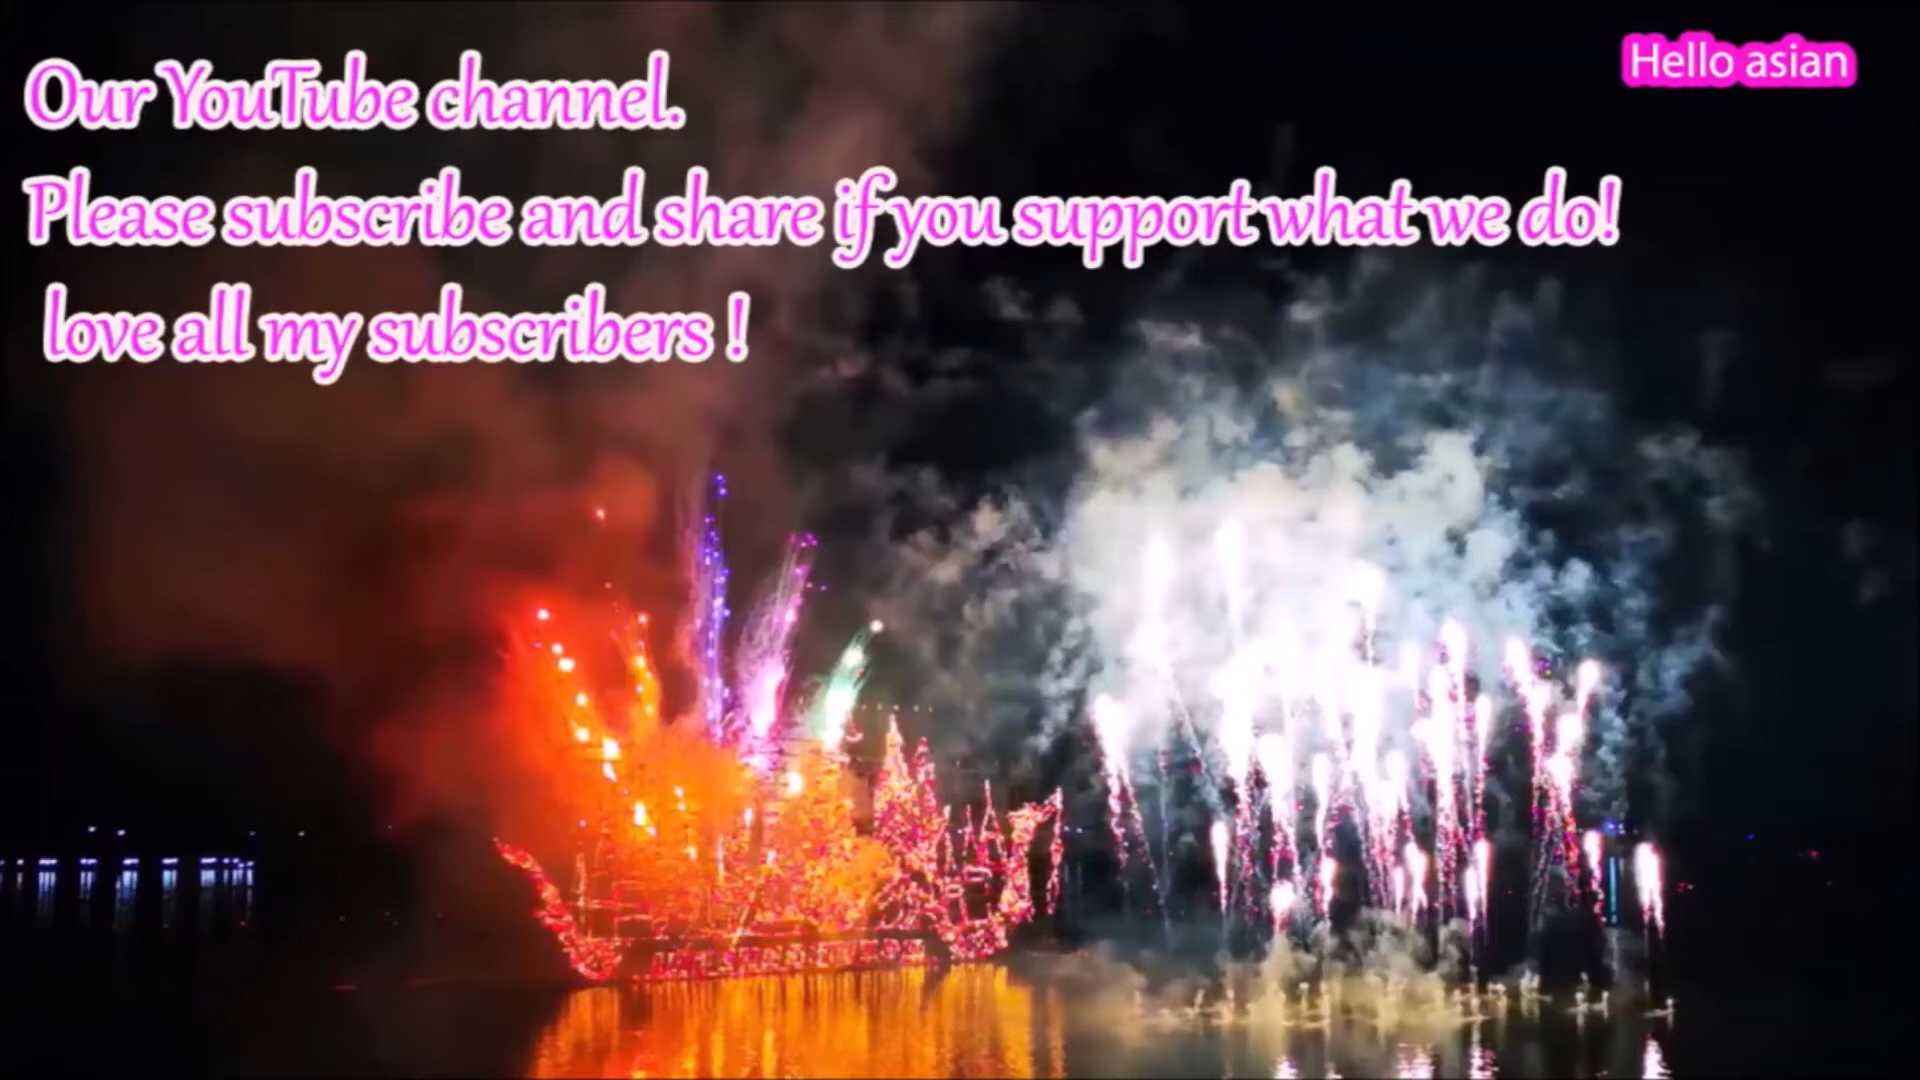 Hello asian
Our YouTube channel.
Please subscribe and share if you support what we do!
love all my subscribers !